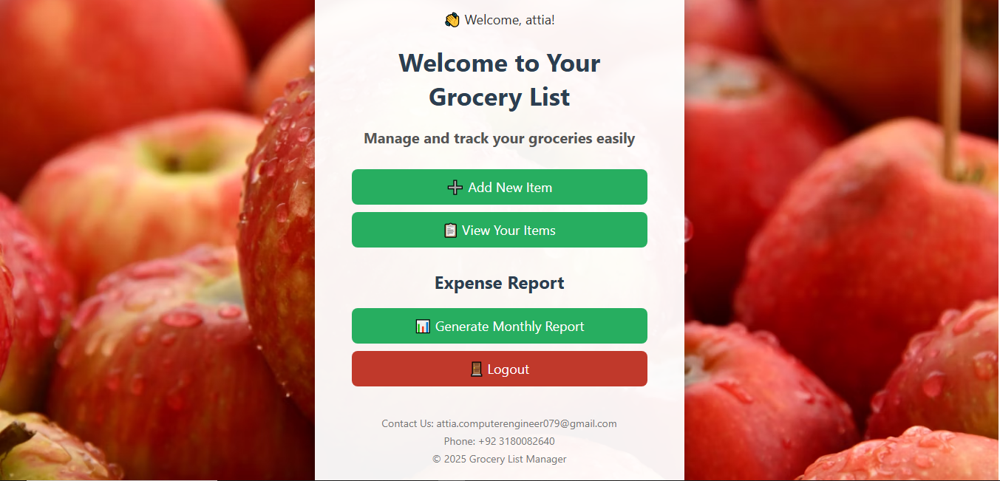 👋 Welcome, attia!
Welcome to Your
Grocery List
Manage and track your groceries easily
➕ Add New Item
📋 View Your Items
Expense Report
📊 Generate Monthly Report
🚪 Logout
Contact Us: attia.computerengineer079@gmail.com
Phone: +92 3180082640
© 2025 Grocery List Manager